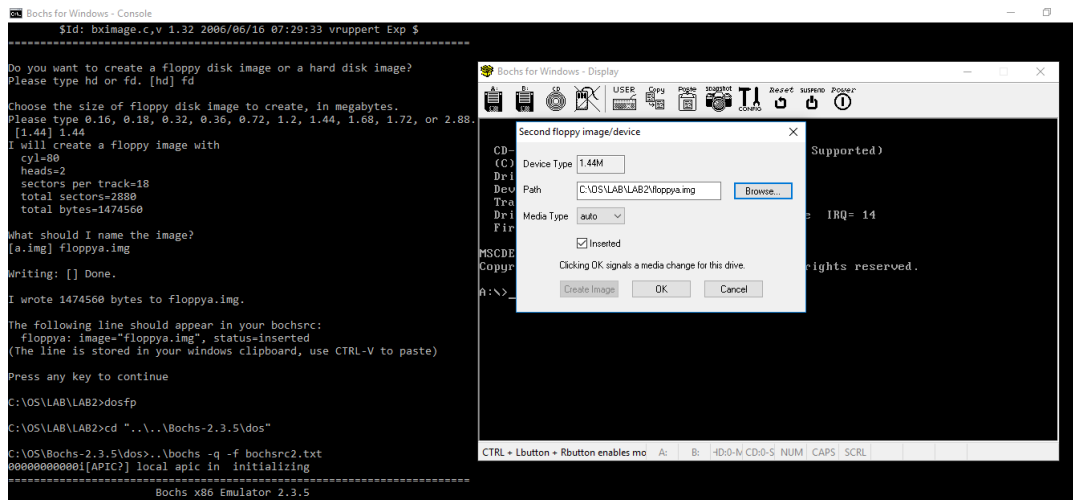 Bochs for Windows - Console
$Id: bximage.c,v 1.32 2006/06/16 07:29:33 vruppert Exp $
========================================================================
Do you want to create a floppy disk image or a hard disk image?
Please type hd or fd. [hd] fd
Choose the size of floppy disk image to create, in megabytes.
Please type 0.16, 0.18, 0.32, 0.36, 0.72, 1.2, 1.44, 1.68, 1.72, or 2.88.
[1.44] 1.44
I will create a floppy image with
cyl=80
heads=2
sectors per track=18
total sectors=2880
total bytes=1474560
What should I name the image?
[a.img] floppya.img
Writing: [] Done.
I wrote 1474560 bytes to floppya.img.
The following line should appear in your bochsrc:
floppya: image="floppya.img", status=inserted
(The line is stored in your windows clipboard, use CTRL-V to paste)
Press any key to continue
C:\OS\LAB\LAB2>dosfp
C:\OS\LAB\LAB2>cd "..\..\Bochs-2.3.5\dos"
C:\OS\Bochs-2.3.5\dos>..\bochs -q -f bochsrc2.txt
00000000000i[APIC?] local apic in  initializing
========================================================================
Bochs x86 Emulator 2.3.5
Bochs for Windows - Display
A: B: CD USER Copy Paste snapshot CONFIG Reset SUSPEND Power
Second floppy image/device
Device Type 1.44M
Path C:\OS\LAB\LAB2\floppya.img Browse...
Media Type auto
Inserted
Clicking OK signals a media change for this drive.
Create Image OK Cancel
CD- Supported)
(C)
Dri
Dev
Tra
Dri IRQ= 14
Fir
MSCDE
Copyr rights reserved.
A:\>_
CTRL + Lbutton + Rbutton enables mo A: B: HD:0-M CD:0-S NUM CAPS SCRL